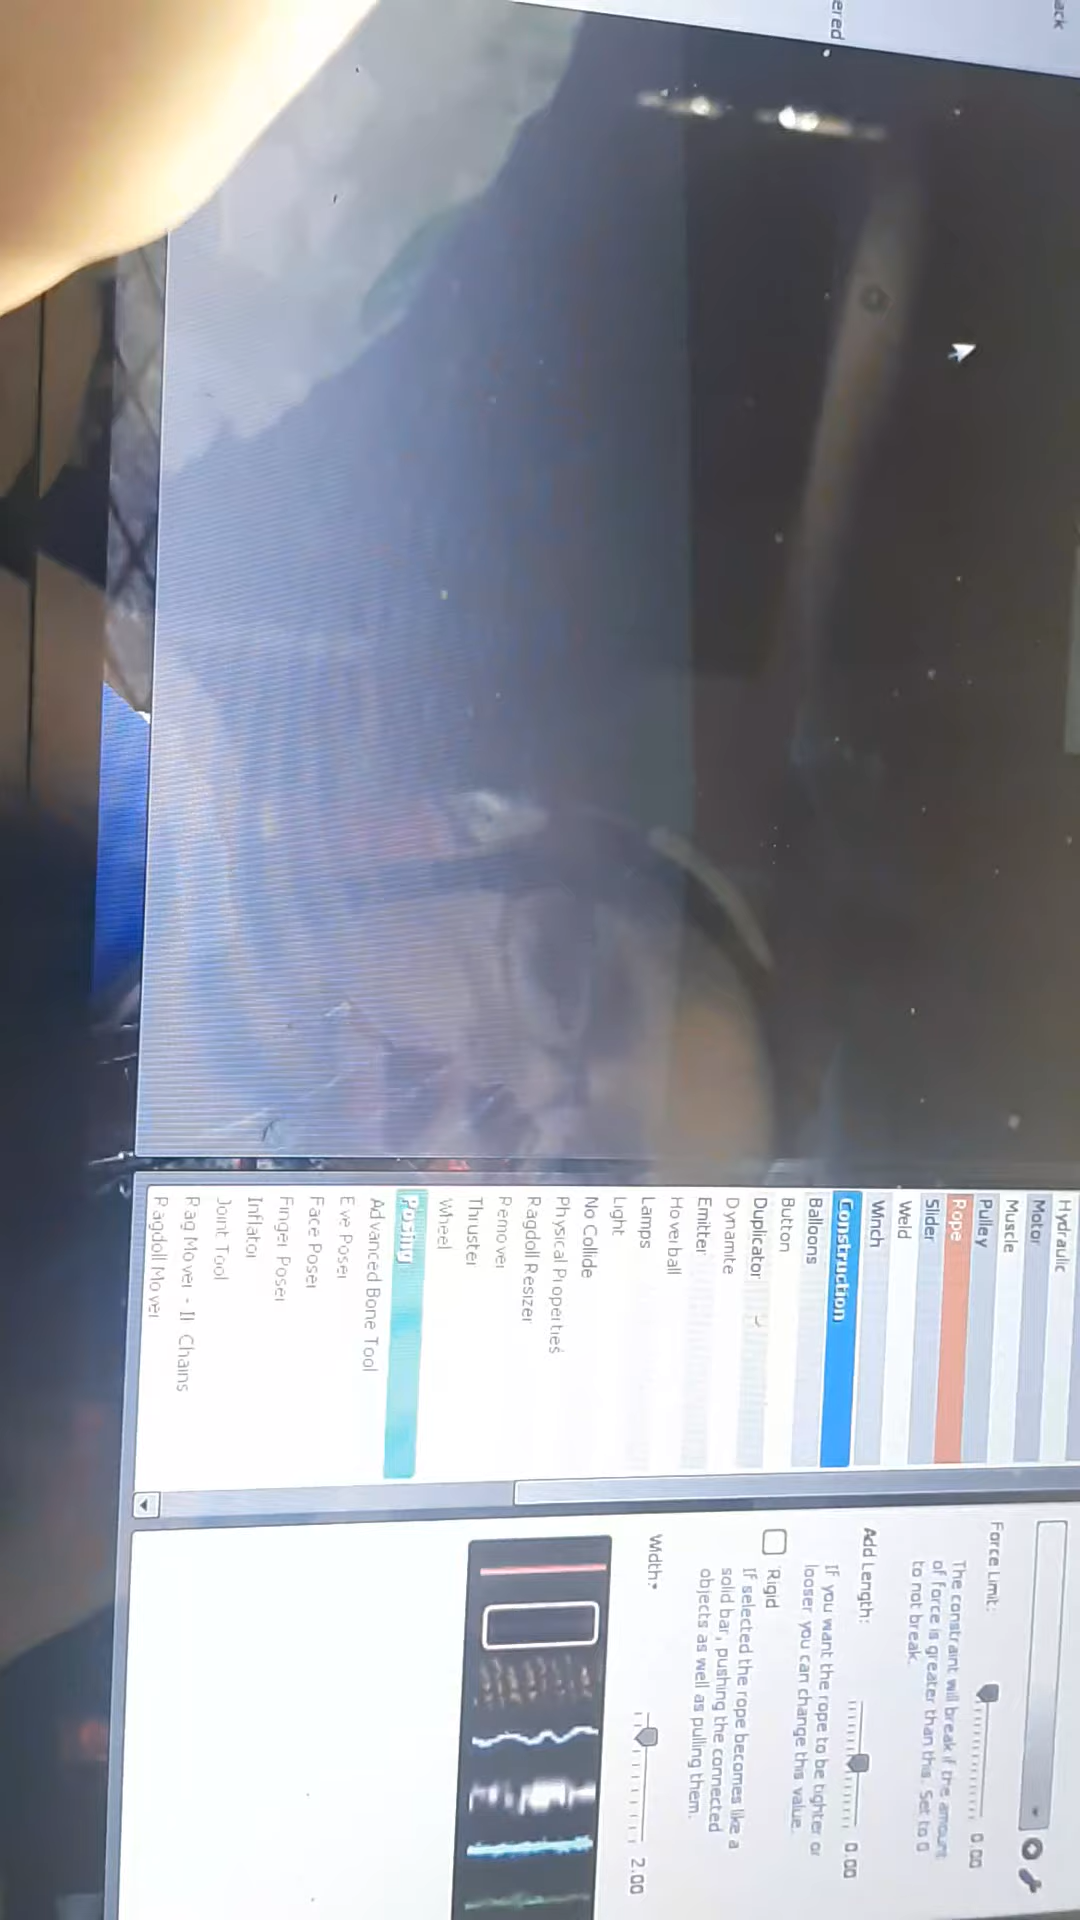 ack
ered
Hydraulic
Motor
Muscle
Pulley
Rope
Slider
Weld
Winch
Construction
Balloons
Button
Duplicator
Dynamite
Emitter
Hoverball
Lamps
Light
No Collide
Physical Properties
Ragdoll Resizer
Remover
Thruster
Wheel
Posing
Advanced Bone Tool
Eye Poser
Face Poser
Finger Poser
Inflator
Joint Tool
Rag Mover - IK Chains
Ragdoll Mover
Force Limit: 0.00
The constraint will break if the amount
of force is greater than this. Set to 0
to not break.
Add Length: 0.00
If you want the rope to be tighter or
looser you can change this value.
Rigid
If selected the rope becomes like a
solid bar, pushing the connected
objects as well as pulling them.
Width: 2.00